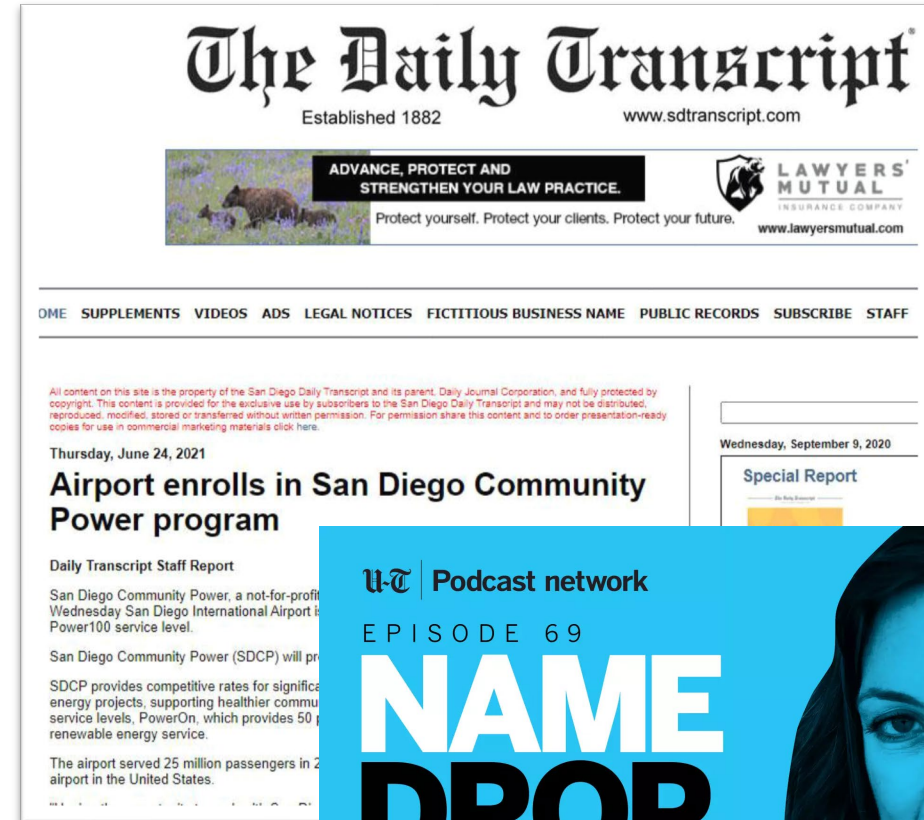 The Daily Transcript
Established 1882
www.sdtranscript.com
ADVANCE, PROTECT AND
STRENGTHEN YOUR LAW PRACTICE.
Protect yourself. Protect your clients. Protect your future.
LAWYERS'
MUTUAL
INSURANCE COMPANY
www.lawyersmutual.com
OME SUPPLEMENTS VIDEOS ADS LEGAL NOTICES FICTITIOUS BUSINESS NAME PUBLIC RECORDS SUBSCRIBE STAFF
All content on this site is the property of the San Diego Daily Transcript and its parent, Daily Journal Corporation, and fully protected by
copyright. This content is provided for the exclusive use by subscribers to the San Diego Daily Transcript and may not be distributed,
reproduced, modified, stored or transferred without written permission. For permission share this content and to order presentation-ready
copies for use in commercial marketing materials click here.
Thursday, June 24, 2021
Airport enrolls in San Diego Community
Power program
Daily Transcript Staff Report
San Diego Community Power, a not-for-profit
Wednesday San Diego International Airport i
Power100 service level.
San Diego Community Power (SDCP) will pr
SDCP provides competitive rates for significa
energy projects, supporting healthier commu
service levels, PowerOn, which provides 50 p
renewable energy service.
The airport served 25 million passengers in 2
airport in the United States.
Wednesday, September 9, 2020
Special Report
The Daily Transcript
U-T Podcast network
EPISODE 69
NAME
DROP